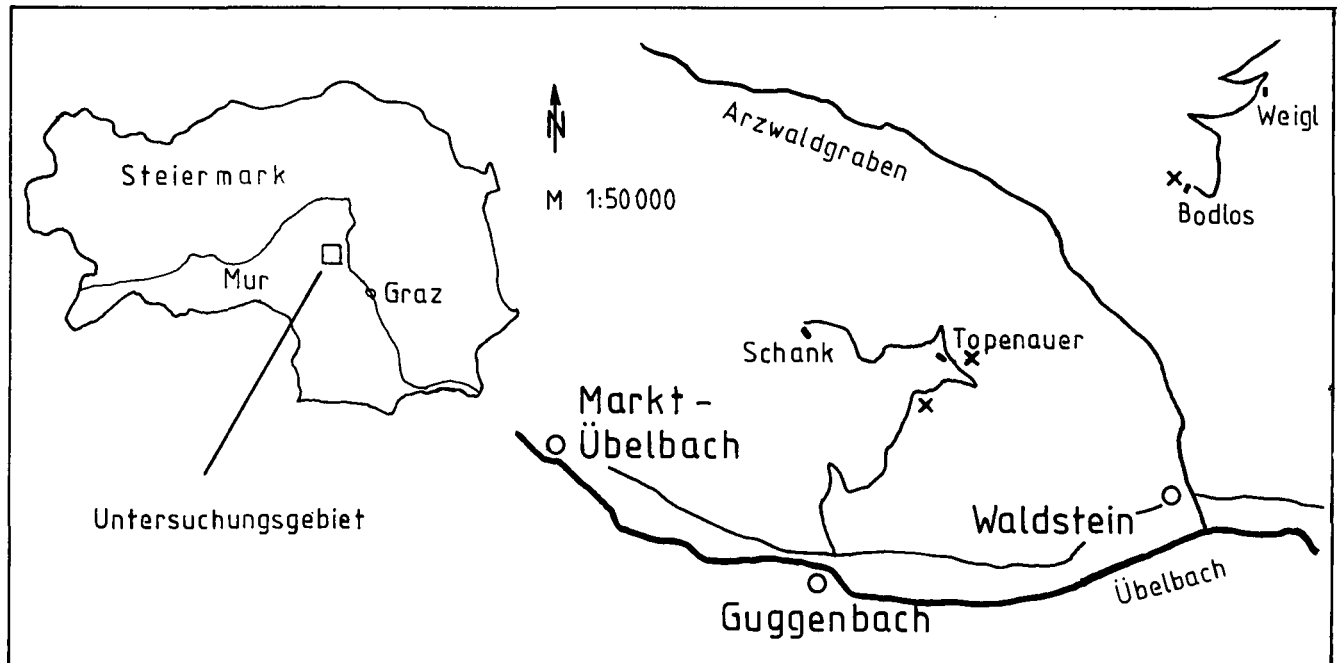 Steiermark
Mur
Graz
Untersuchungsgebiet
N
M 1:50000
Arzwaldgraben
Weigl
Bodlos
Schank
Topenauer
Markt-
Übelbach
Waldstein
Guggenbach
Übelbach